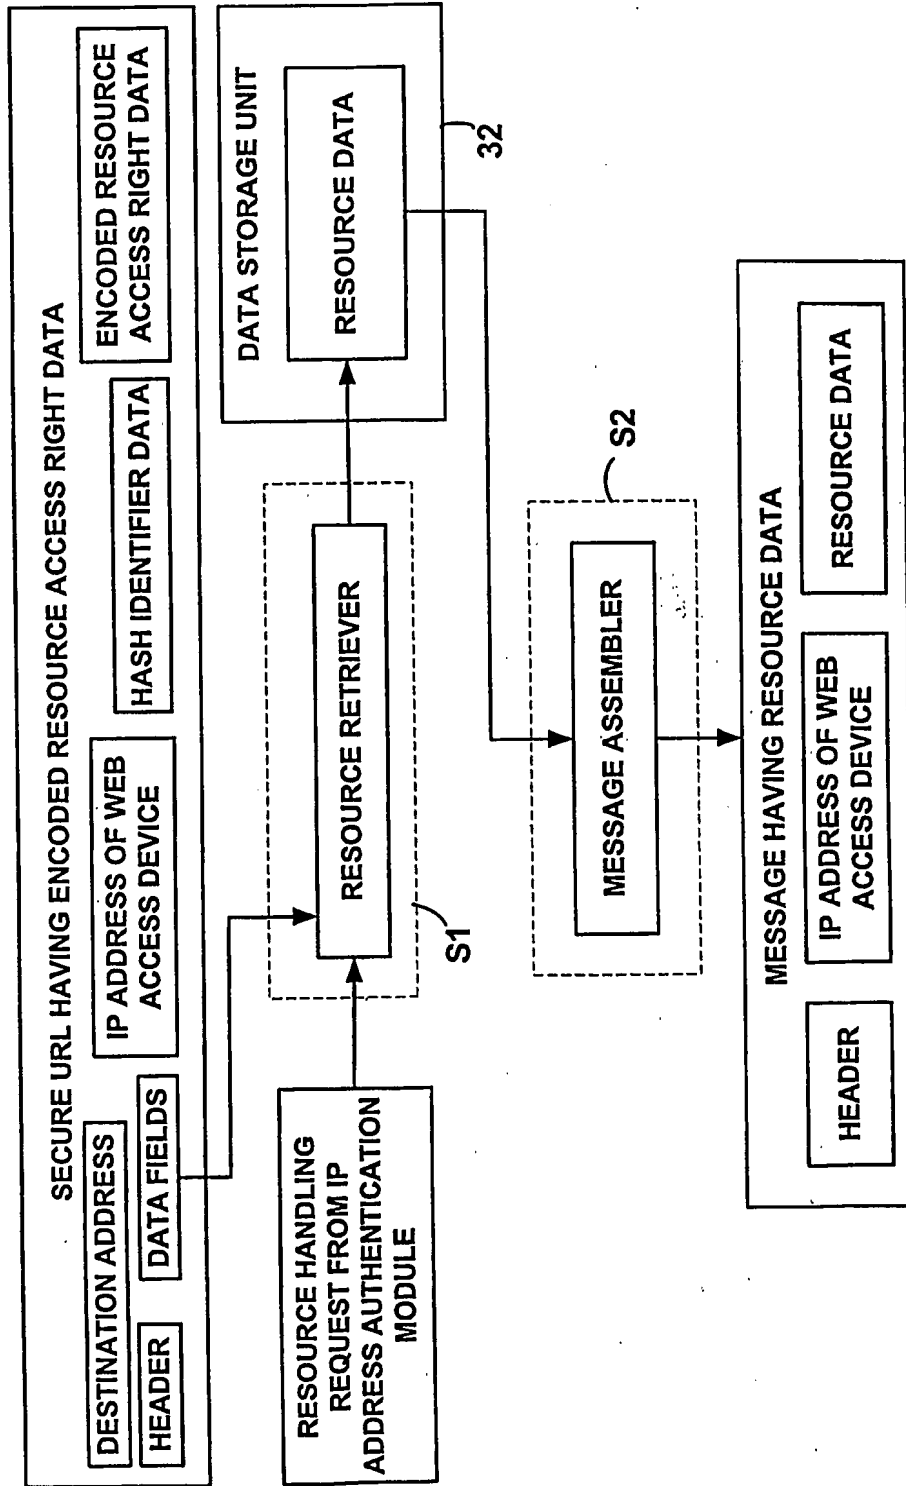 SECURE URL HAVING ENCODED RESOURCE ACCESS RIGHT DATA
DESTINATION ADDRESS
HEADER
DATA FIELDS
IP ADDRESS OF WEB
ACCESS DEVICE
HASH IDENTIFIER DATA
ENCODED RESOURCE
ACCESS RIGHT DATA
RESOURCE HANDLING
REQUEST FROM IP
ADDRESS AUTHENTICATION
MODULE
RESOURCE RETRIEVER
S1
DATA STORAGE UNIT
RESOURCE DATA
32
MESSAGE ASSEMBLER
S2
MESSAGE HAVING RESOURCE DATA
HEADER
IP ADDRESS OF WEB
ACCESS DEVICE
RESOURCE DATA